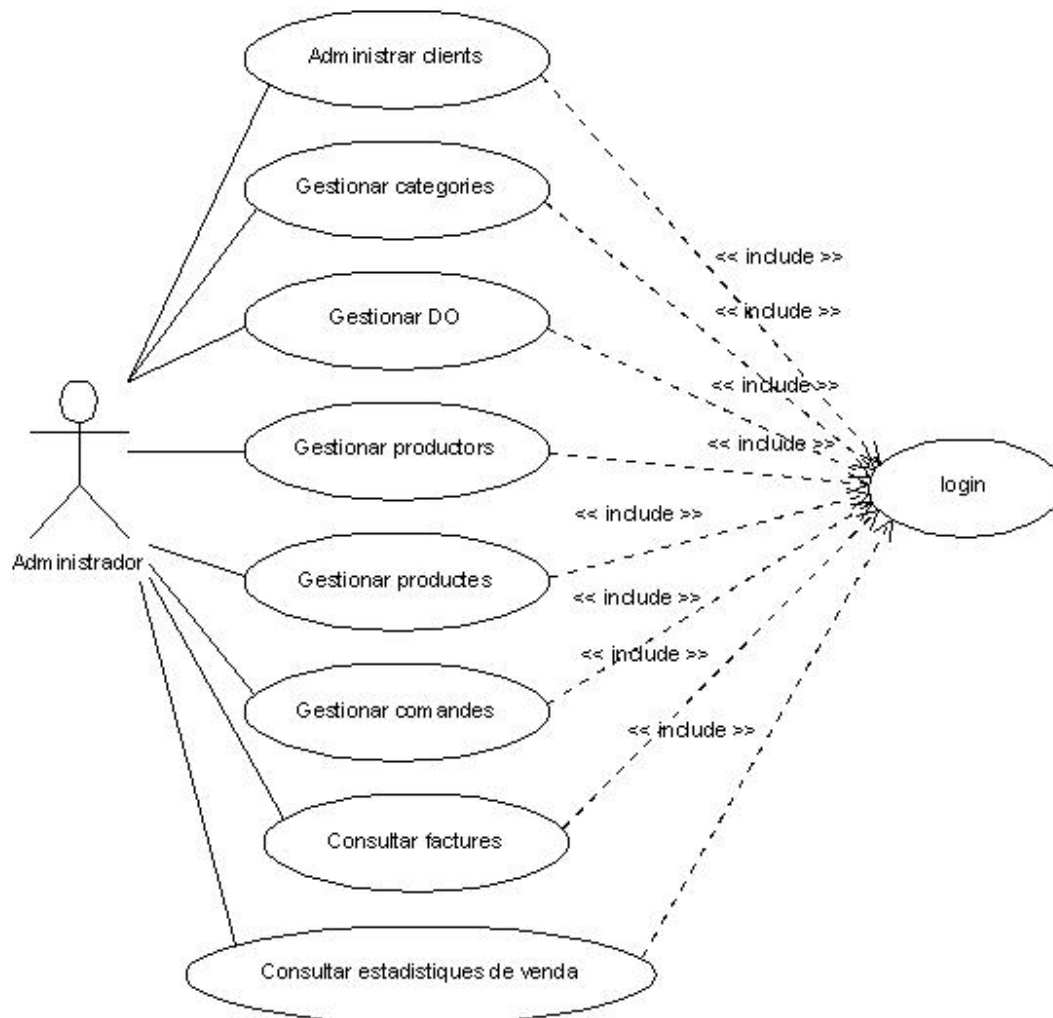 Administrar clients
Gestionar categories
<< include >>
<< include >>
Gestionar DO
<< include >>
Gestionar productors
<< include >>
login
<< include >>
Administrador
Gestionar productes
<< include >>
<< include >>
Gestionar comandes
<< include >>
Consultar factures
Consultar estadistiques de venda